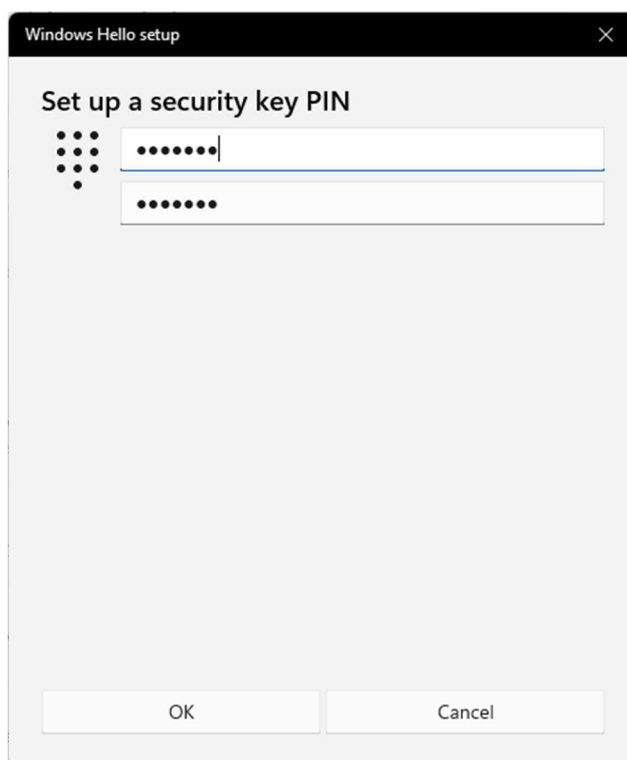 Windows Hello setup
Set up a security key PIN
•••••••
•••••••
OK
Cancel